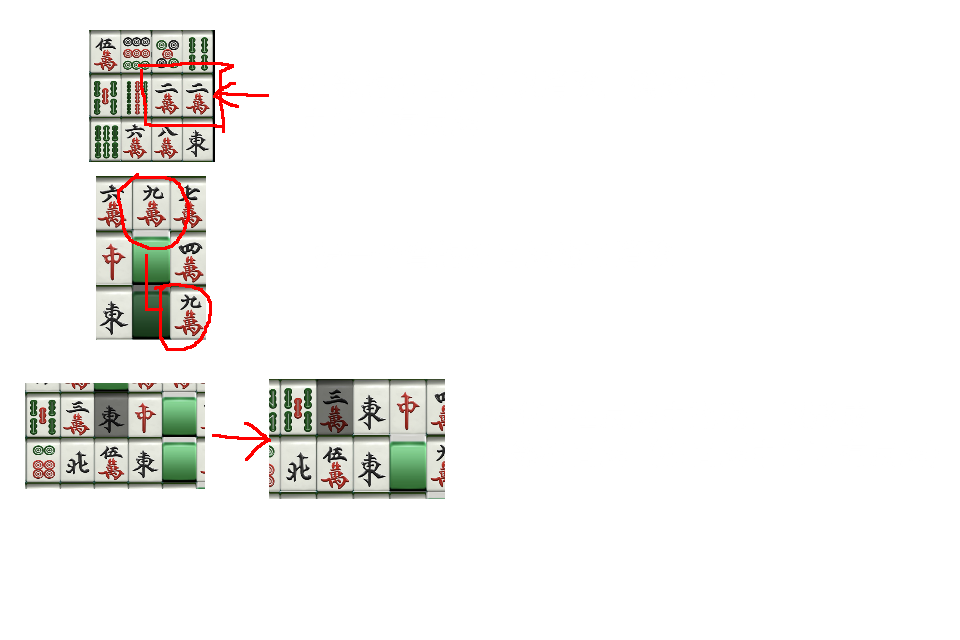 伍萬
二萬 二萬
六萬 八萬 東
六萬 九萬 七萬
中 四萬
東 九萬
三萬 東 中
北 伍萬 東
三萬 東 中
北 伍萬 東